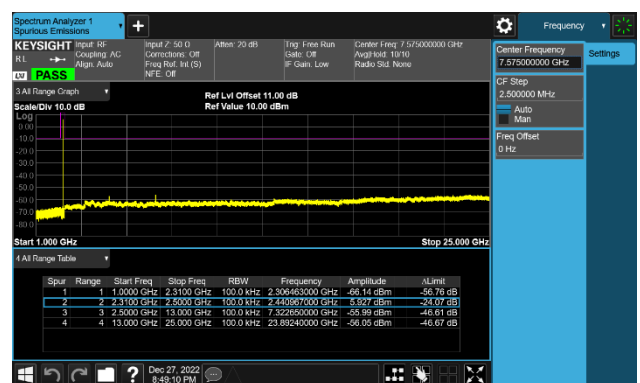 Spectrum Analyzer 1
Spurious Emissions
+
Frequency
KEYSIGHT Input: RF Input Z: 50 Ω Atten: 20 dB Trig: Free Run Center Freq: 7.575000000 GHz
Coupling: AC Corrections: Off Gate: Off Avg|Hold: 10/10
RL Align: Auto Freq Ref: Int (S) IF Gain: Low Radio Std: None
NFE: Off
LXI PASS
Center Frequency
7.575000000 GHz
Settings
CF Step
2.500000 MHz
Auto
Man
Freq Offset
0 Hz
3 All Range Graph
Ref Lvl Offset 11.00 dB
Scale/Div 10.0 dB Ref Value 10.00 dBm
Log
0.00
-10.0
-20.0
-30.0
-40.0
-50.0
-60.0
-70.0
-80.0
Start 1.000 GHz Stop 25.000 GHz
4 All Range Table
Spur Range Start Freq Stop Freq RBW Frequency Amplitude ΔLimit
1 1 1.0000 GHz 2.3100 GHz 100.0 kHz 2.306463000 GHz -66.14 dBm -56.76 dB
2 2 2.3100 GHz 2.5000 GHz 100.0 kHz 2.440967000 GHz 5.927 dBm -24.07 dB
3 3 2.5000 GHz 13.000 GHz 100.0 kHz 7.322650000 GHz -55.99 dBm -46.61 dB
4 4 13.000 GHz 25.000 GHz 100.0 kHz 23.89240000 GHz -56.05 dBm -46.67 dB
? Dec 27, 2022
8:49:10 PM